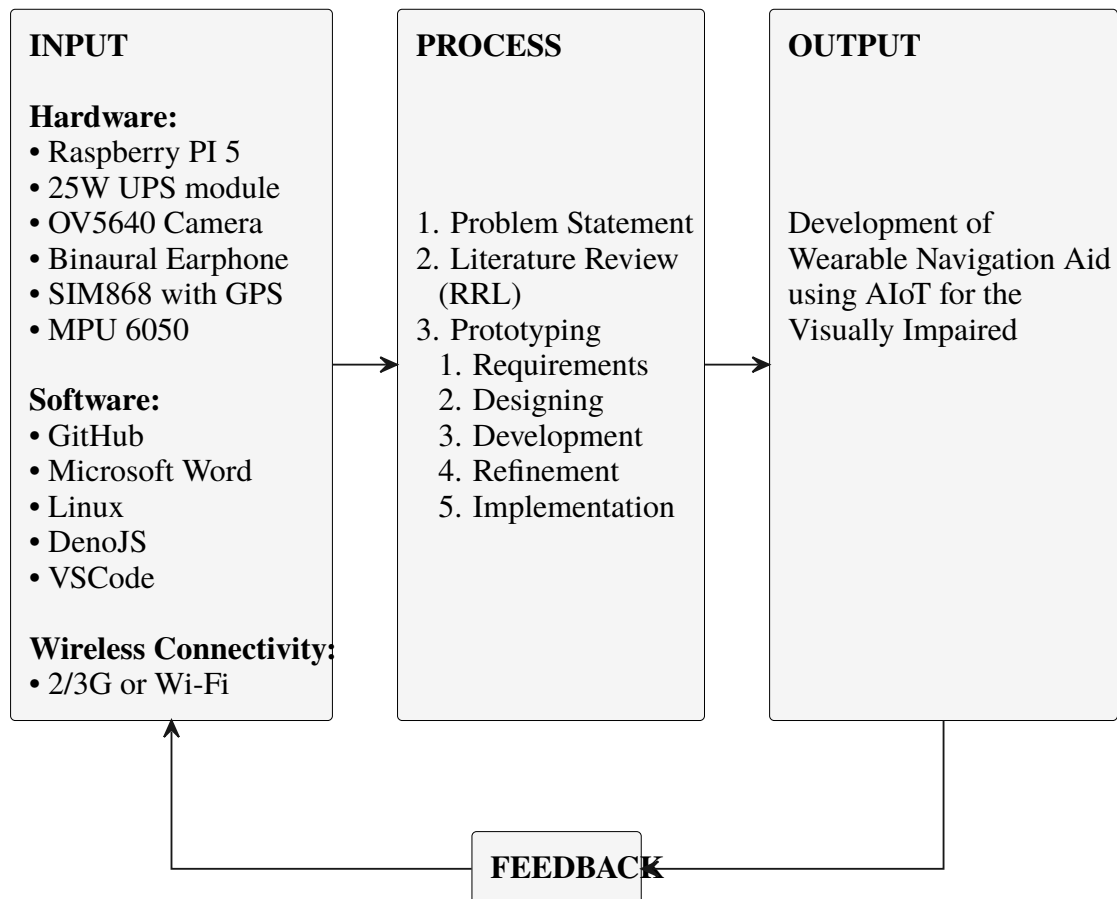 INPUT
Hardware:
• Raspberry PI 5
• 25W UPS module
• OV5640 Camera
• Binaural Earphone
• SIM868 with GPS
• MPU 6050
Software:
• GitHub
• Microsoft Word
• Linux
• DenoJS
• VSCode
Wireless Connectivity:
• 2/3G or Wi-Fi
PROCESS
1. Problem Statement
2. Literature Review
(RRL)
3. Prototyping
1. Requirements
2. Designing
3. Development
4. Refinement
5. Implementation
OUTPUT
Development of
Wearable Navigation Aid
using AIoT for the
Visually Impaired
FEEDBACK